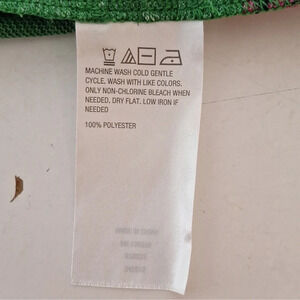 MACHINE WASH COLD GENTLE
CYCLE. WASH WITH LIKE COLORS.
ONLY NON-CHLORINE BLEACH WHEN
NEEDED. DRY FLAT. LOW IRON IF
NEEDED
100% POLYESTER